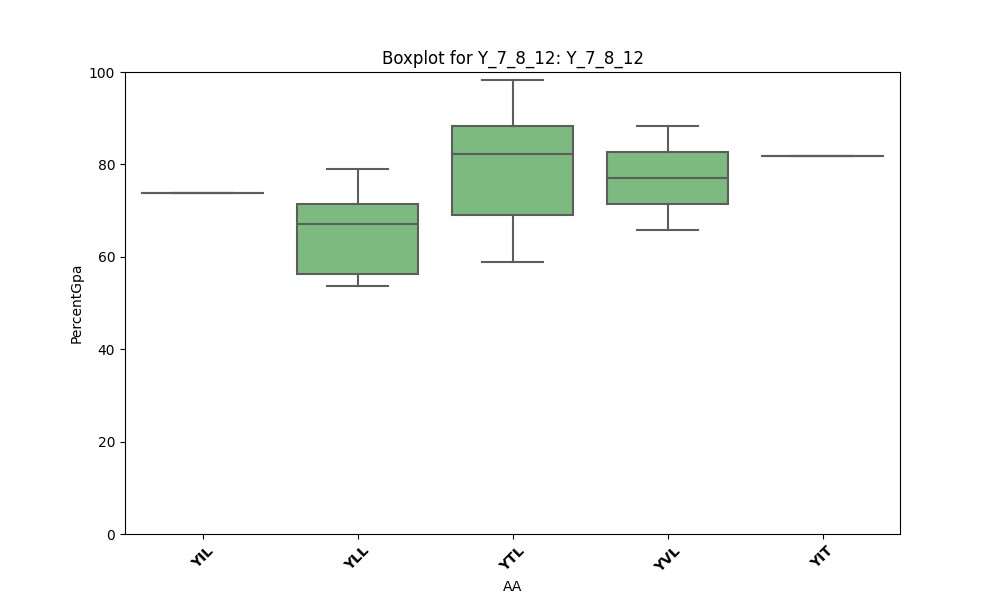 Boxplot for Y_7_8_12: Y_7_8_12
100
80
60
40
20
0
PercentGpa
YIL
YLL
YTL
YVL
YIT
AA